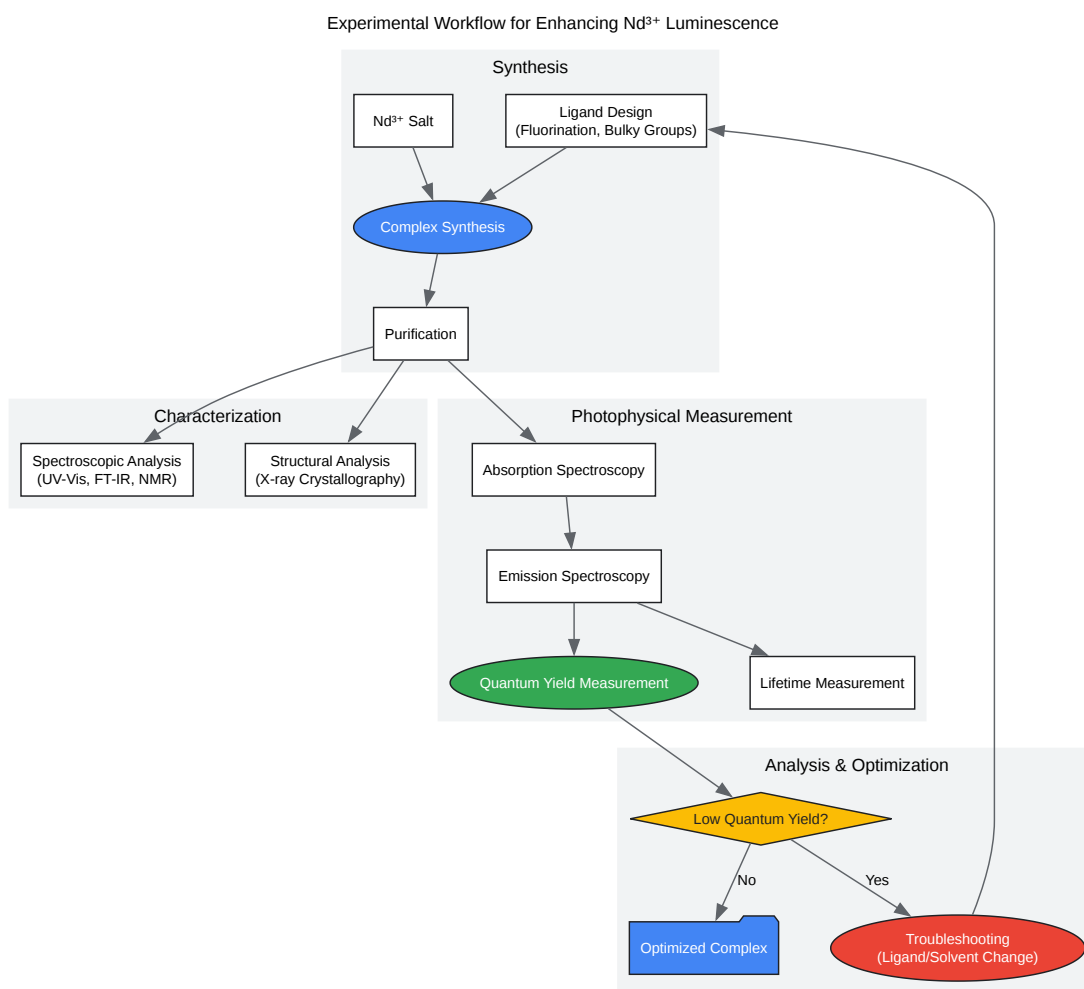 Experimental Workflow for Enhancing Nd³⁺ Luminescence
Synthesis
Nd³⁺ Salt
Ligand Design
(Fluorination, Bulky Groups)
Complex Synthesis
Purification
Characterization
Spectroscopic Analysis
(UV-Vis, FT-IR, NMR)
Structural Analysis
(X-ray Crystallography)
Photophysical Measurement
Absorption Spectroscopy
Emission Spectroscopy
Quantum Yield Measurement
Lifetime Measurement
Analysis & Optimization
Low Quantum Yield?
No
Yes
Optimized Complex
Troubleshooting
(Ligand/Solvent Change)